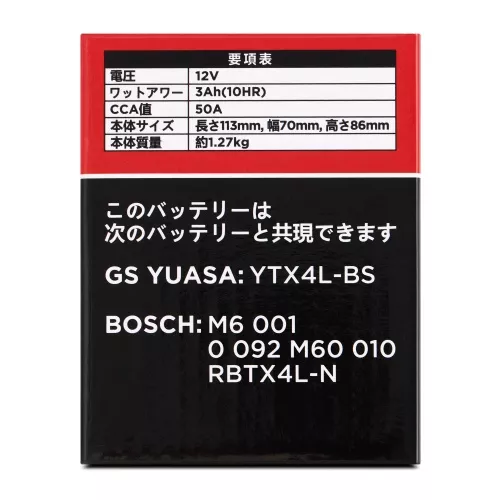 要項表
電圧 12V
ワットアワー 3Ah(10HR)
CCA値 50A
本体サイズ 長さ113mm, 幅70mm, 高さ86mm
本体質量 約1.27kg
このバッテリーは
次のバッテリーと共現できます
GS YUASA: YTX4L-BS
BOSCH: M6 001
0 092 M60 010
RBTX4L-N